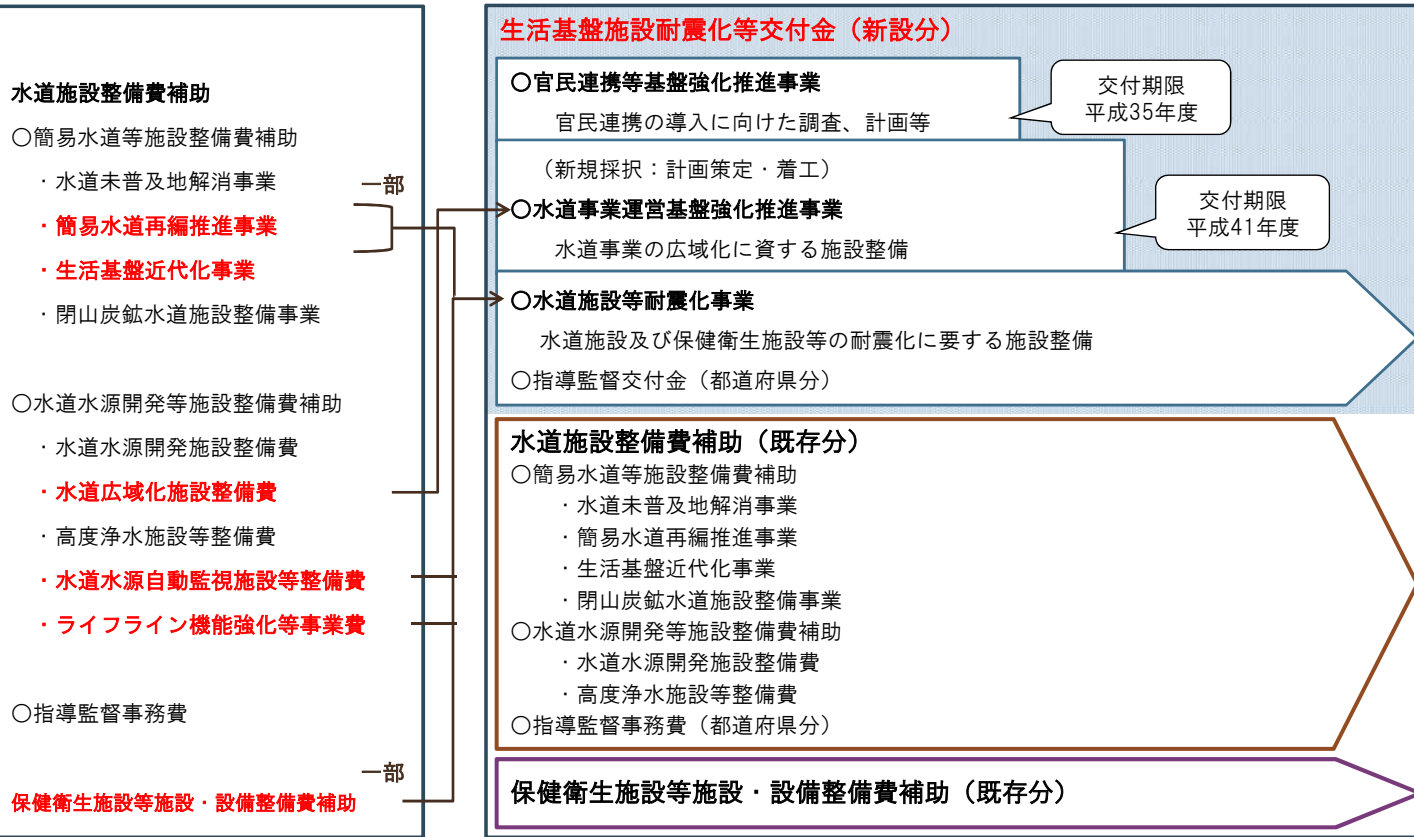 水道施設整備費補助
〇簡易水道等施設整備費補助
・水道未普及地解消事業
一部
・簡易水道再編推進事業
・生活基盤近代化事業
・閉山炭鉱水道施設整備事業
〇水道水源開発等施設整備費補助
・水道水源開発施設整備費
・水道広域化施設整備費
・高度浄水施設等整備費
・水道水源自動監視施設等整備費
・ライフライン機能強化等事業費
〇指導監督事務費
一部
保健衛生施設等施設・設備整備費補助
生活基盤施設耐震化等交付金（新設分）
〇官民連携等基盤強化推進事業
官民連携の導入に向けた調査、計画等
交付期限
平成35年度
（新規採択：計画策定・着工）
〇水道事業運営基盤強化推進事業
水道事業の広域化に資する施設整備
交付期限
平成41年度
〇水道施設等耐震化事業
水道施設及び保健衛生施設等の耐震化に要する施設整備
〇指導監督交付金（都道府県分）
水道施設整備費補助（既存分）
〇簡易水道等施設整備費補助
・水道未普及地解消事業
・簡易水道再編推進事業
・生活基盤近代化事業
・閉山炭鉱水道施設整備事業
〇水道水源開発等施設整備費補助
・水道水源開発施設整備費
・高度浄水施設等整備費
〇指導監督事務費（都道府県分）
保健衛生施設等施設・設備整備費補助（既存分）